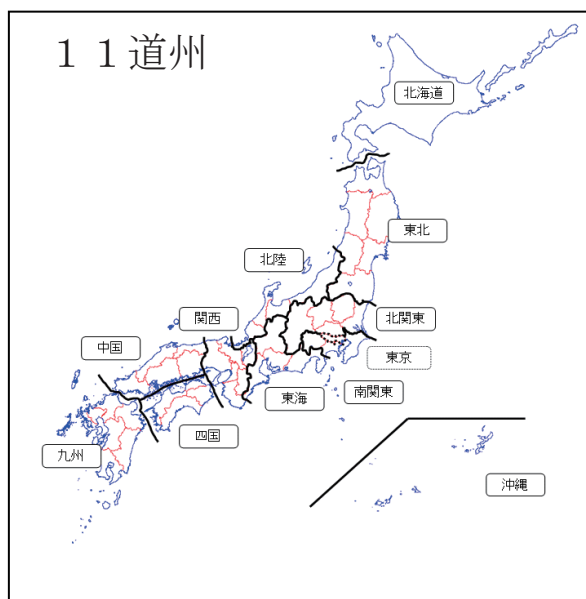 11道州
北海道
東北
北陸
関西
北関東
中国
東京
東海
南関東
四国
九州
沖縄